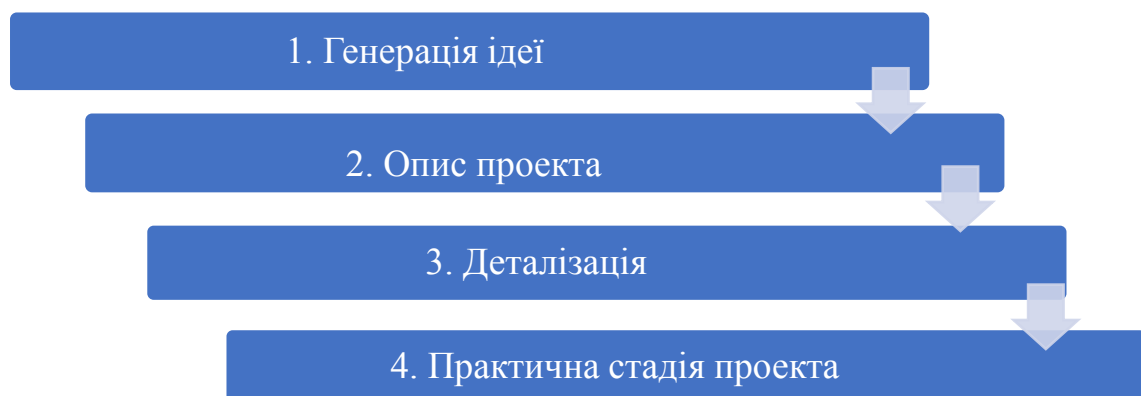 1. Генерація ідеї
2. Опис проекта
3. Деталізація
4. Практична стадія проекта